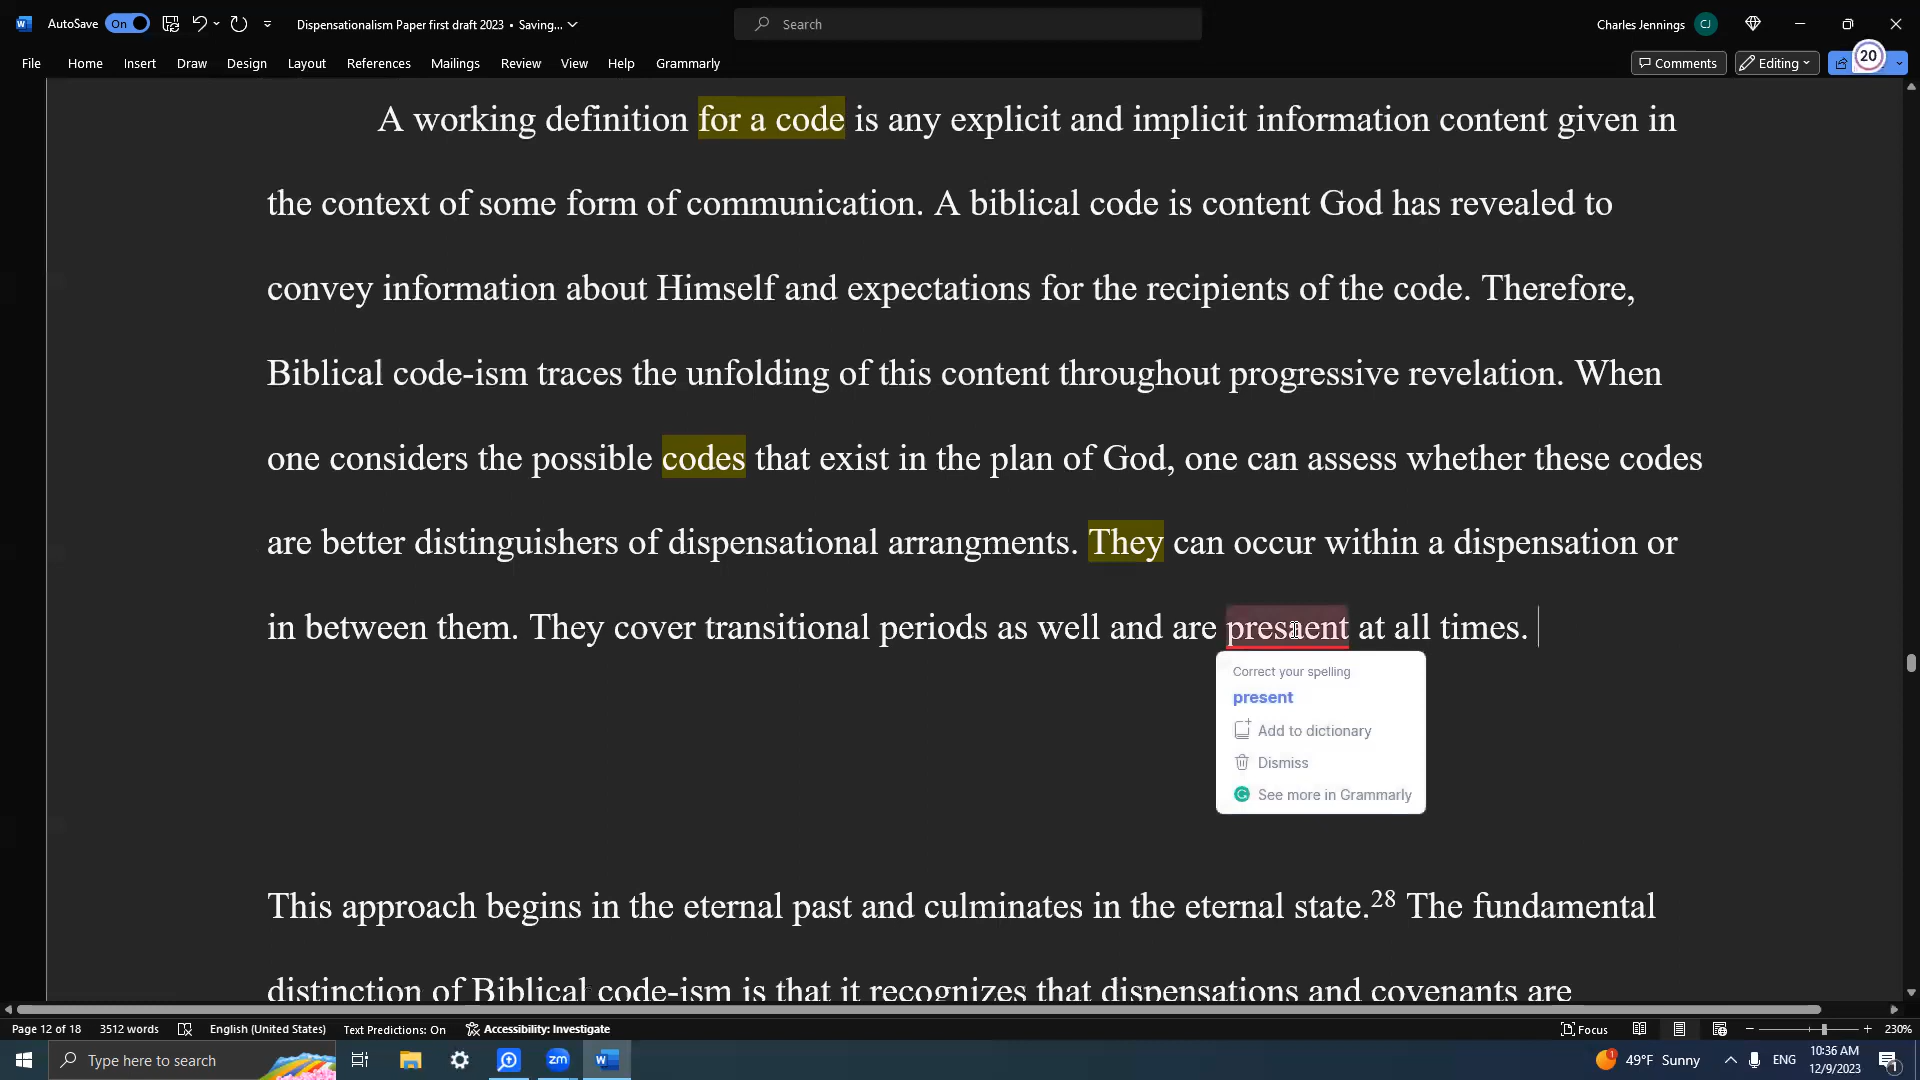 AutoSave On Dispensationalism Paper first draft 2023 • Saving... Search Charles Jennings CJ
File Home Insert Draw Design Layout References Mailings Review View Help Grammarly Comments Editing 20
A working definition for a code is any explicit and implicit information content given in
the context of some form of communication. A biblical code is content God has revealed to
convey information about Himself and expectations for the recipients of the code. Therefore,
Biblical code-ism traces the unfolding of this content throughout progressive revelation. When
one considers the possible codes that exist in the plan of God, one can assess whether these codes
are better distinguishers of dispensational arrangments. They can occur within a dispensation or
in between them. They cover transitional periods as well and are presaent at all times.
Correct your spelling
present
Add to dictionary
Dismiss
See more in Grammarly
This approach begins in the eternal past and culminates in the eternal state.28 The fundamental
distinction of Biblical code-ism is that it recognizes that dispensations and covenants are
Page 12 of 18 3512 words English (United States) Text Predictions: On Accessibility: Investigate Focus 230%
Type here to search zm 1 49°F Sunny ENG 10:36 AM 1
12/9/2023